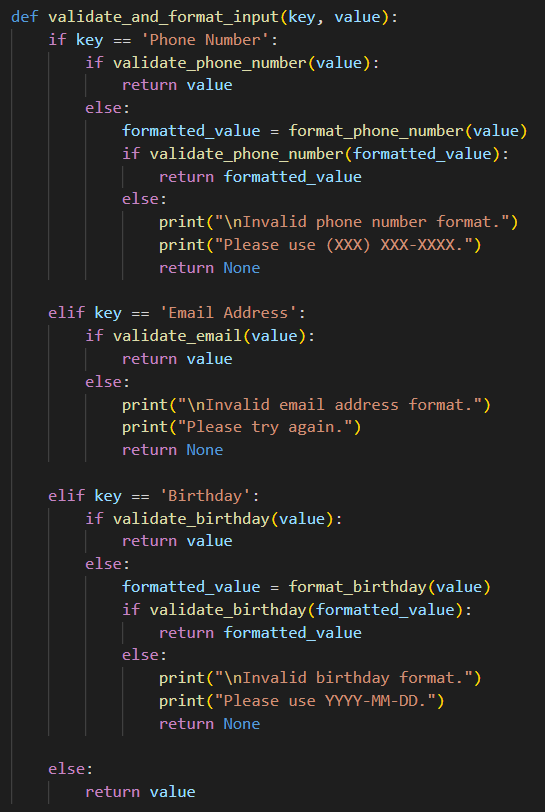 def validate_and_format_input(key, value):
    if key == 'Phone Number':
        if validate_phone_number(value):
            return value
        else:
            formatted_value = format_phone_number(value)
            if validate_phone_number(formatted_value):
                return formatted_value
            else:
                print("\nInvalid phone number format.")
                print("Please use (XXX) XXX-XXXX.")
                return None

    elif key == 'Email Address':
        if validate_email(value):
            return value
        else:
            print("\nInvalid email address format.")
            print("Please try again.")
            return None

    elif key == 'Birthday':
        if validate_birthday(value):
            return value
        else:
            formatted_value = format_birthday(value)
            if validate_birthday(formatted_value):
                return formatted_value
            else:
                print("\nInvalid birthday format.")
                print("Please use YYYY-MM-DD.")
                return None

    else:
        return value